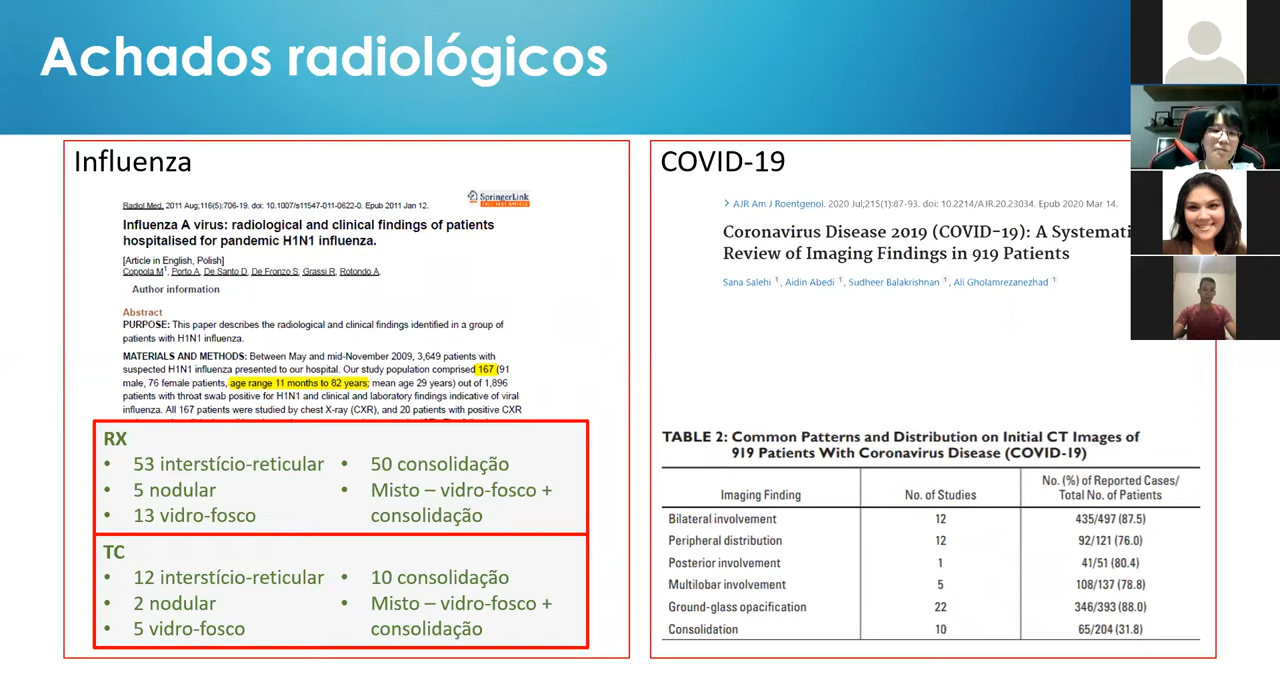 Achados radiológicos
Influenza
SpringerLink
Radiol Med. 2011 Aug;116(5):706-19. doi: 10.1007/s11547-011-0622-0. Epub 2011 Jan 12.
Influenza A virus: radiological and clinical findings of patients
hospitalised for pandemic H1N1 influenza.
[Article in English, Polish]
Coppola M1, Porto A, De Santo D, De Fronzo S, Grassi R, Rotondo A.
Author information
Abstract
PURPOSE: This paper describes the radiological and clinical findings identified in a group of
patients with H1N1 influenza.
MATERIALS AND METHODS: Between May and mid-November 2009, 3,649 patients with
suspected H1N1 influenza presented to our hospital. Our study population comprised 167 (91
male, 76 female patients, age range 11 months to 82 years; mean age 29 years) out of 1,896
patients with throat swab positive for H1N1 and clinical and laboratory findings indicative of viral
influenza. All 167 patients were studied by chest X-ray (CXR), and 20 patients with positive CXR
RX
• 53 interstício-reticular
• 5 nodular
• 13 vidro-fosco
• 50 consolidação
• Misto – vidro-fosco +
consolidação
TC
• 12 interstício-reticular
• 2 nodular
• 5 vidro-fosco
• 10 consolidação
• Misto – vidro-fosco +
consolidação
COVID-19
AJR Am J Roentgenol. 2020 Jul;215(1):87-93. doi: 10.2214/AJR.20.23034. Epub 2020 Mar 14.
Coronavirus Disease 2019 (COVID-19): A Systemati
Review of Imaging Findings in 919 Patients
Sana Salehi 1, Aidin Abedi 1, Sudheer Balakrishnan 1, Ali Gholamrezanezhad 1
TABLE 2: Common Patterns and Distribution on Initial CT Images of
919 Patients With Coronavirus Disease (COVID-19)
Imaging Finding No. of Studies No. (%) of Reported Cases/
Total No. of Patients
Bilateral involvement 12 435/497 (87.5)
Peripheral distribution 12 92/121 (76.0)
Posterior involvement 1 41/51 (80.4)
Multilobar involvement 5 108/137 (78.8)
Ground-glass opacification 22 346/393 (88.0)
Consolidation 10 65/204 (31.8)